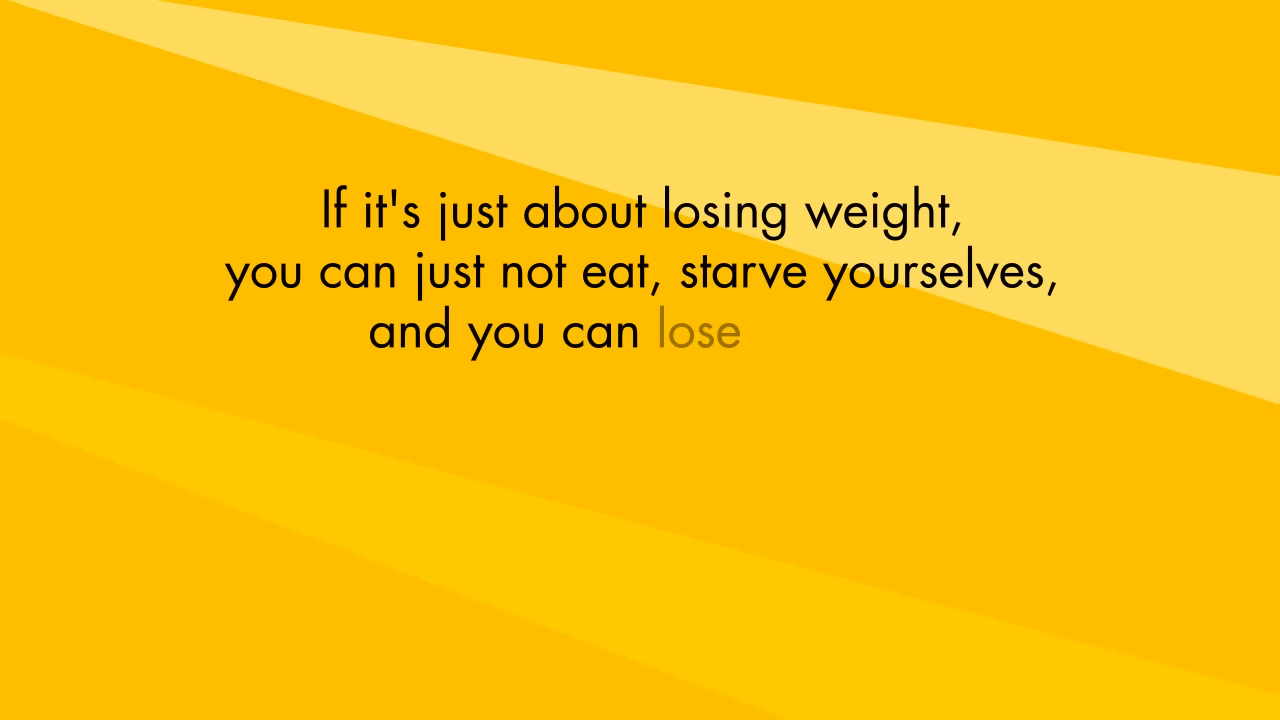 If it's just about losing weight,
you can just not eat, starve yourselves,
and you can lose